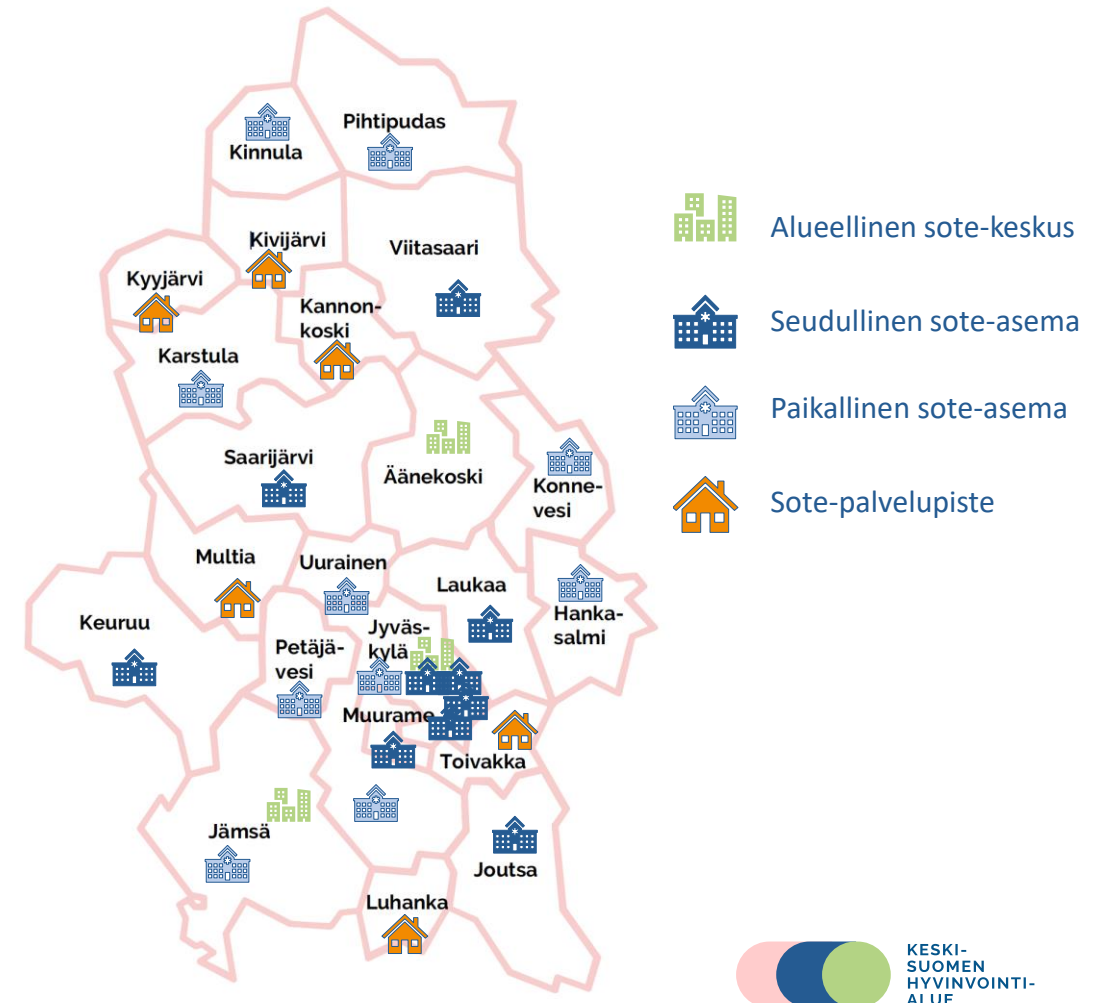 Pihtipudas
Kinnula
Kivijärvi
Viitasaari
Kyyjärvi
Kannon-
koski
Karstula
Saarijärvi
Äänekoski
Konne-
vesi
Multia
Uurainen
Laukaa
Hanka-
salmi
Keuruu
Jyväs-
kylä
Petäjä-
vesi
Muurame
Toivakka
Jämsä
Joutsa
Luhanka
Alueellinen sote-keskus
Seudullinen sote-asema
Paikallinen sote-asema
Sote-palvelupiste
KESKI-
SUOMEN
HYVINVOINTI-
ALUE